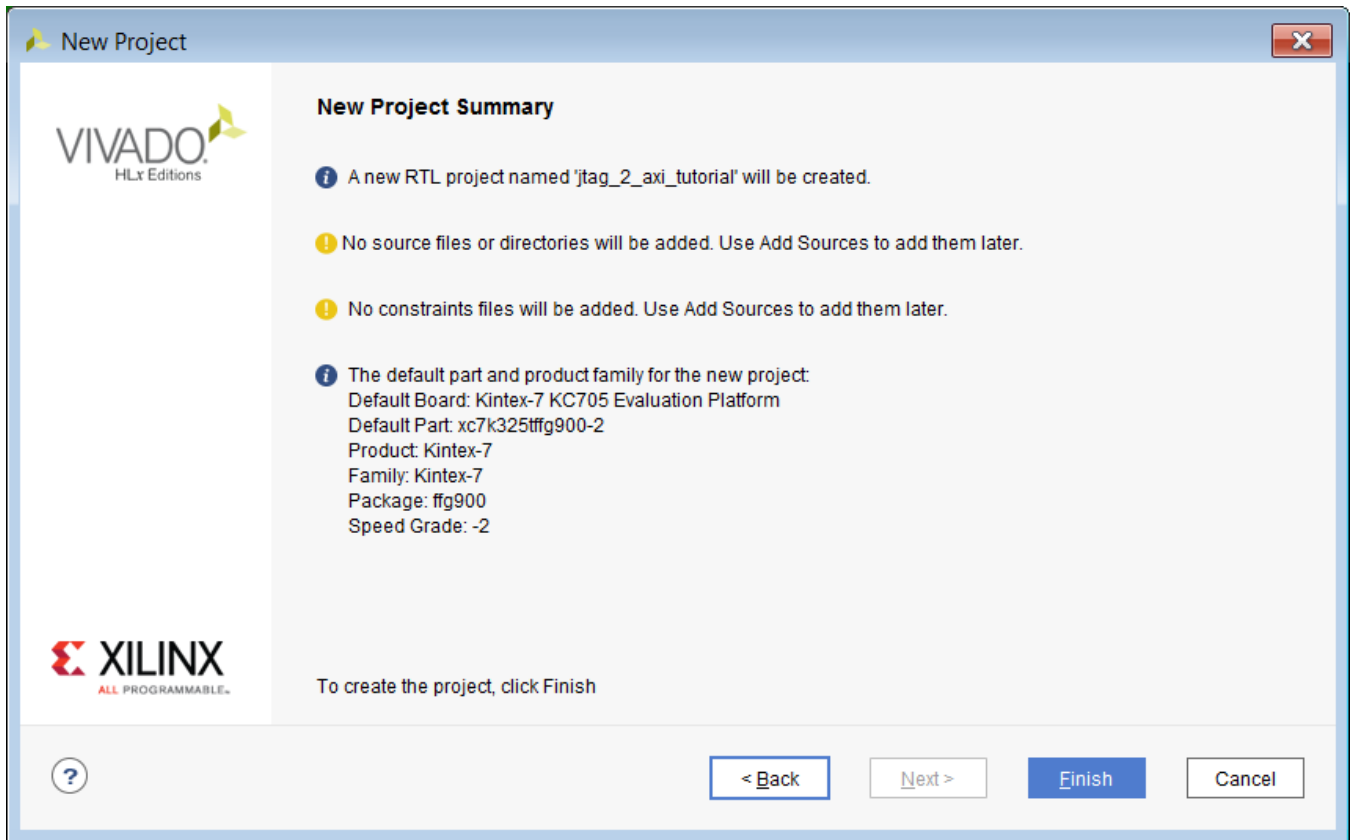 New Project
VIVADO.
HLx Editions
New Project Summary
A new RTL project named 'jtag_2_axi_tutorial' will be created.
No source files or directories will be added. Use Add Sources to add them later.
No constraints files will be added. Use Add Sources to add them later.
The default part and product family for the new project:
Default Board: Kintex-7 KC705 Evaluation Platform
Default Part: xc7k325tffg900-2
Product: Kintex-7
Family: Kintex-7
Package: ffg900
Speed Grade: -2
XILINX
ALL PROGRAMMABLE™
To create the project, click Finish
?
< Back
Next >
Finish
Cancel